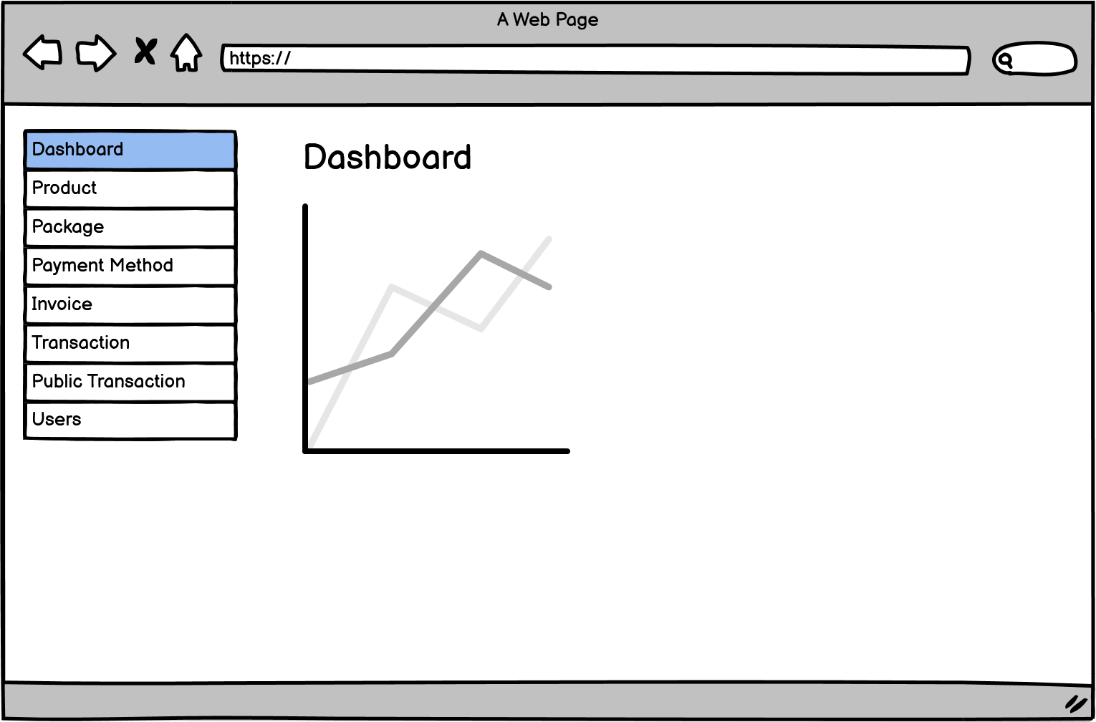 A Web Page
https://
Dashboard
Product
Package
Payment Method
Invoice
Transaction
Public Transaction
Users
Dashboard